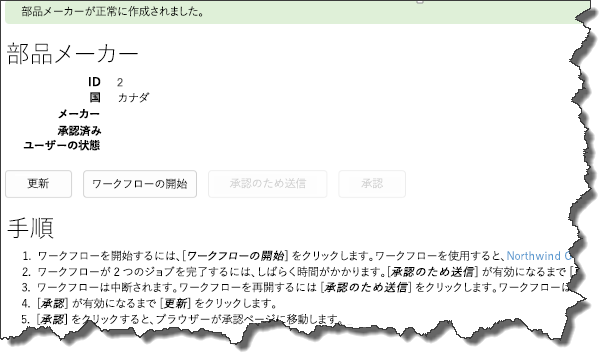 部品メーカーが正常に作成されました。
部品メーカー
ID 2
国 カナダ
メーカー
承認済み
ユーザーの状態
更新 ワークフローの開始 承認のため送信 承認
手順
1. ワークフローを開始するには、[ワークフローの開始] をクリックします。ワークフローを使用すると、Northwind
2. ワークフローが 2 つのジョブを完了するには、しばらく時間がかかります。[承認のため送信] が有効になるまで [
3. ワークフローは中断されます。ワークフローを再開するには [承認のため送信] をクリックします。ワークフローは
4. [承認] が有効になるまで [更新] をクリックします。
5. [承認] をクリックすると、ブラウザーが承認ページに移動します。